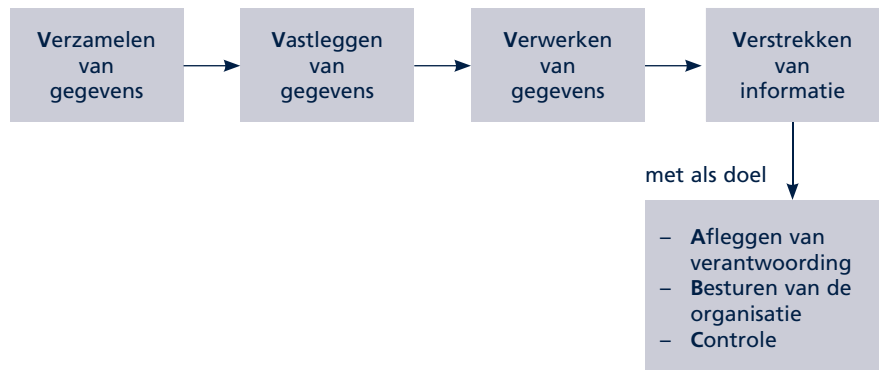 Verzamelen
van
gegevens
Vastleggen
van
gegevens
Verwerken
van
gegevens
Verstrekken
van
informatie
met als doel
– Afleggen van
verantwoording
– Besturen van de
organisatie
– Controle